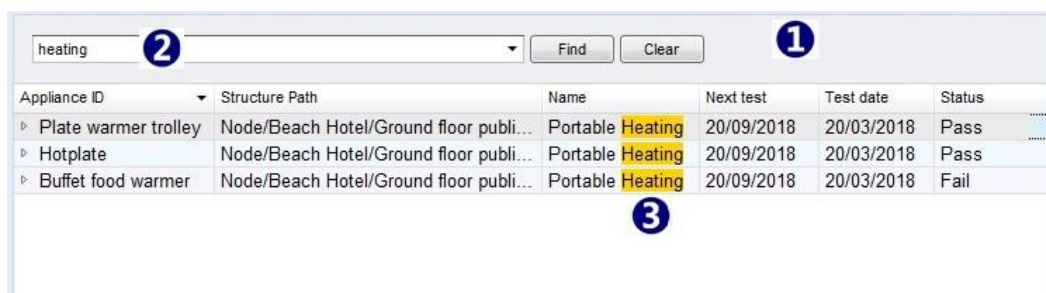 heating 2 Find Clear 1
Appliance ID Structure Path Name Next test Test date Status
Plate warmer trolley Node/Beach Hotel/Ground floor publi... Portable Heating 20/09/2018 20/03/2018 Pass
Hotplate Node/Beach Hotel/Ground floor publi... Portable Heating 20/09/2018 20/03/2018 Pass
Buffet food warmer Node/Beach Hotel/Ground floor publi... Portable Heating 20/09/2018 20/03/2018 Fail
3